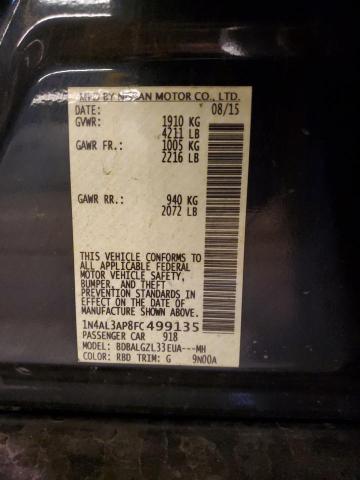 MFD BY NISSAN MOTOR CO., LTD.
DATE: 08/15
GVWR: 1910 KG
4211 LB
GAWR FR.: 1005 KG
2216 LB
GAWR RR.: 940 KG
2072 LB
THIS VEHICLE CONFORMS TO
ALL APPLICABLE FEDERAL
MOTOR VEHICLE SAFETY,
BUMPER, AND THEFT
PREVENTION STANDARDS IN
EFFECT ON THE DATE OF
MANUFACTURE SHOWN ABOVE.
1N4AL3AP8FC499135
PASSENGER CAR 918
MODEL: BDBALGZL33EUA---MH
COLOR: RBD TRIM: G 9N00A